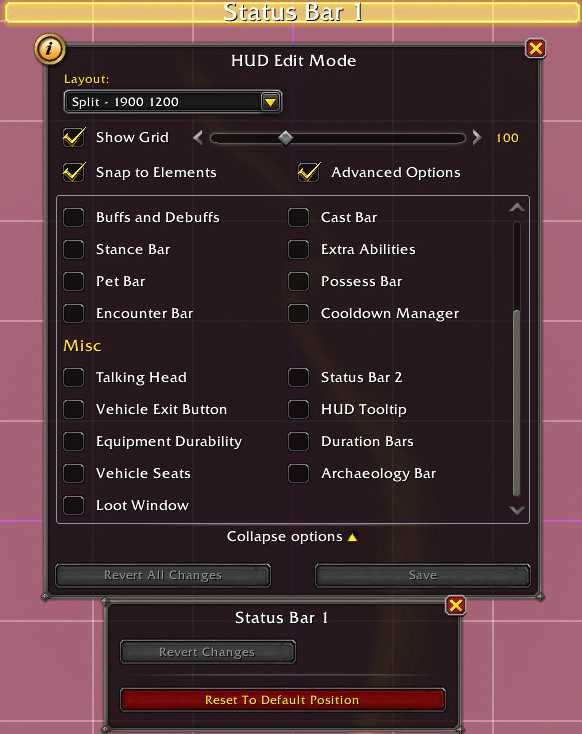 Status Bar 1
HUD Edit Mode
Layout:
Split - 1900 1200
Show Grid 100
Snap to Elements Advanced Options
Buffs and Debuffs Cast Bar
Stance Bar Extra Abilities
Pet Bar Possess Bar
Encounter Bar Cooldown Manager
Misc
Talking Head Status Bar 2
Vehicle Exit Button HUD Tooltip
Equipment Durability Duration Bars
Vehicle Seats Archaeology Bar
Loot Window
Collapse options
Revert All Changes Save
Status Bar 1
Revert Changes
Reset To Default Position